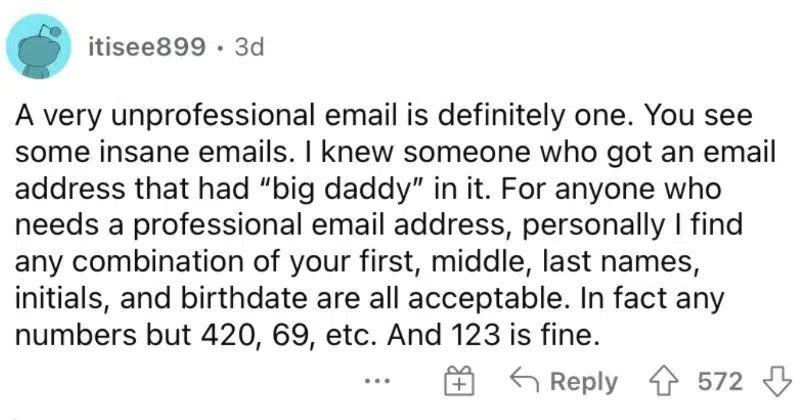 itisee899 · 3d
A very unprofessional email is definitely one. You see
some insane emails. I knew someone who got an email
address that had “big daddy” in it. For anyone who
needs a professional email address, personally I find
any combination of your first, middle, last names,
initials, and birthdate are all acceptable. In fact any
numbers but 420, 69, etc. And 123 is fine.
... Reply 572